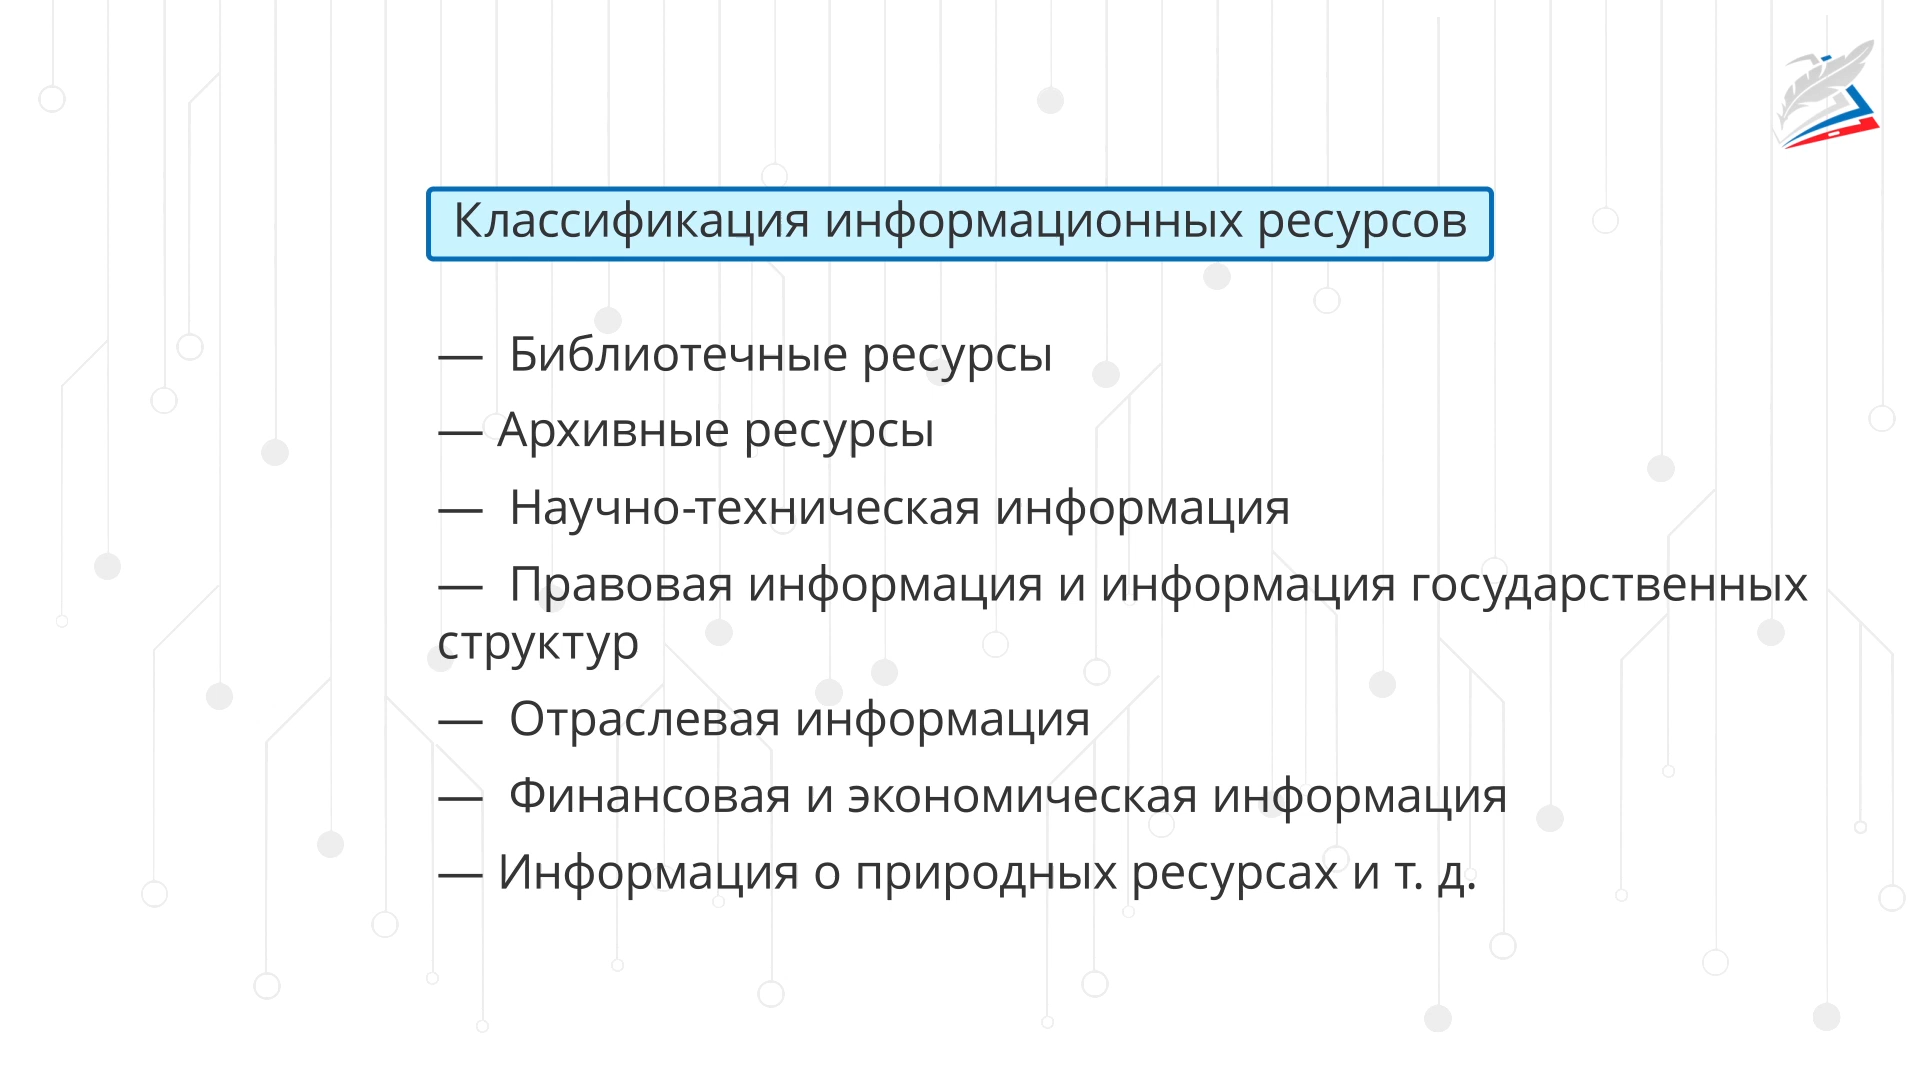 Классификация информационных ресурсов
— Библиотечные ресурсы
— Архивные ресурсы
— Научно-техническая информация
— Правовая информация и информация государственных
структур
— Отраслевая информация
— Финансовая и экономическая информация
— Информация о природных ресурсах и т. д.